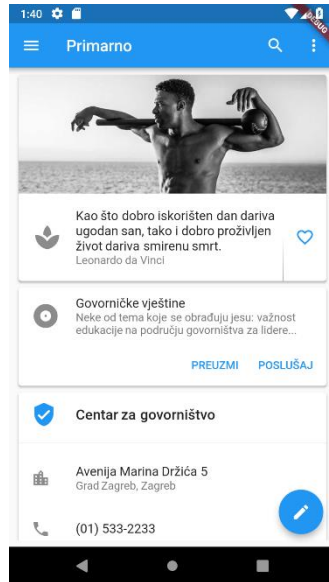 1:40
DEBUG
Primarno
Kao što dobro iskorišten dan dariva
ugodan san, tako i dobro proživljen
život dariva smirenu smrt.
Leonardo da Vinci
Govorničke vještine
Neke od tema koje se obrađuju jesu: važnost
edukacije na području govorništva za lidere...
PREUZMI POSLUŠAJ
Centar za govorništvo
Avenija Marina Držića 5
Grad Zagreb, Zagreb
(01) 533-2233